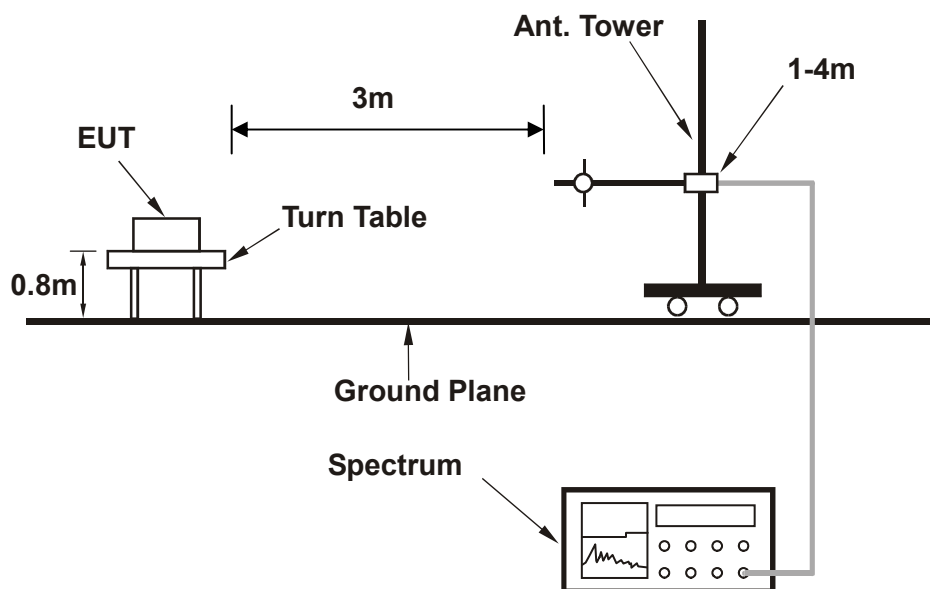 Ant. Tower
1-4m
3m
EUT
Turn Table
0.8m
Ground Plane
Spectrum